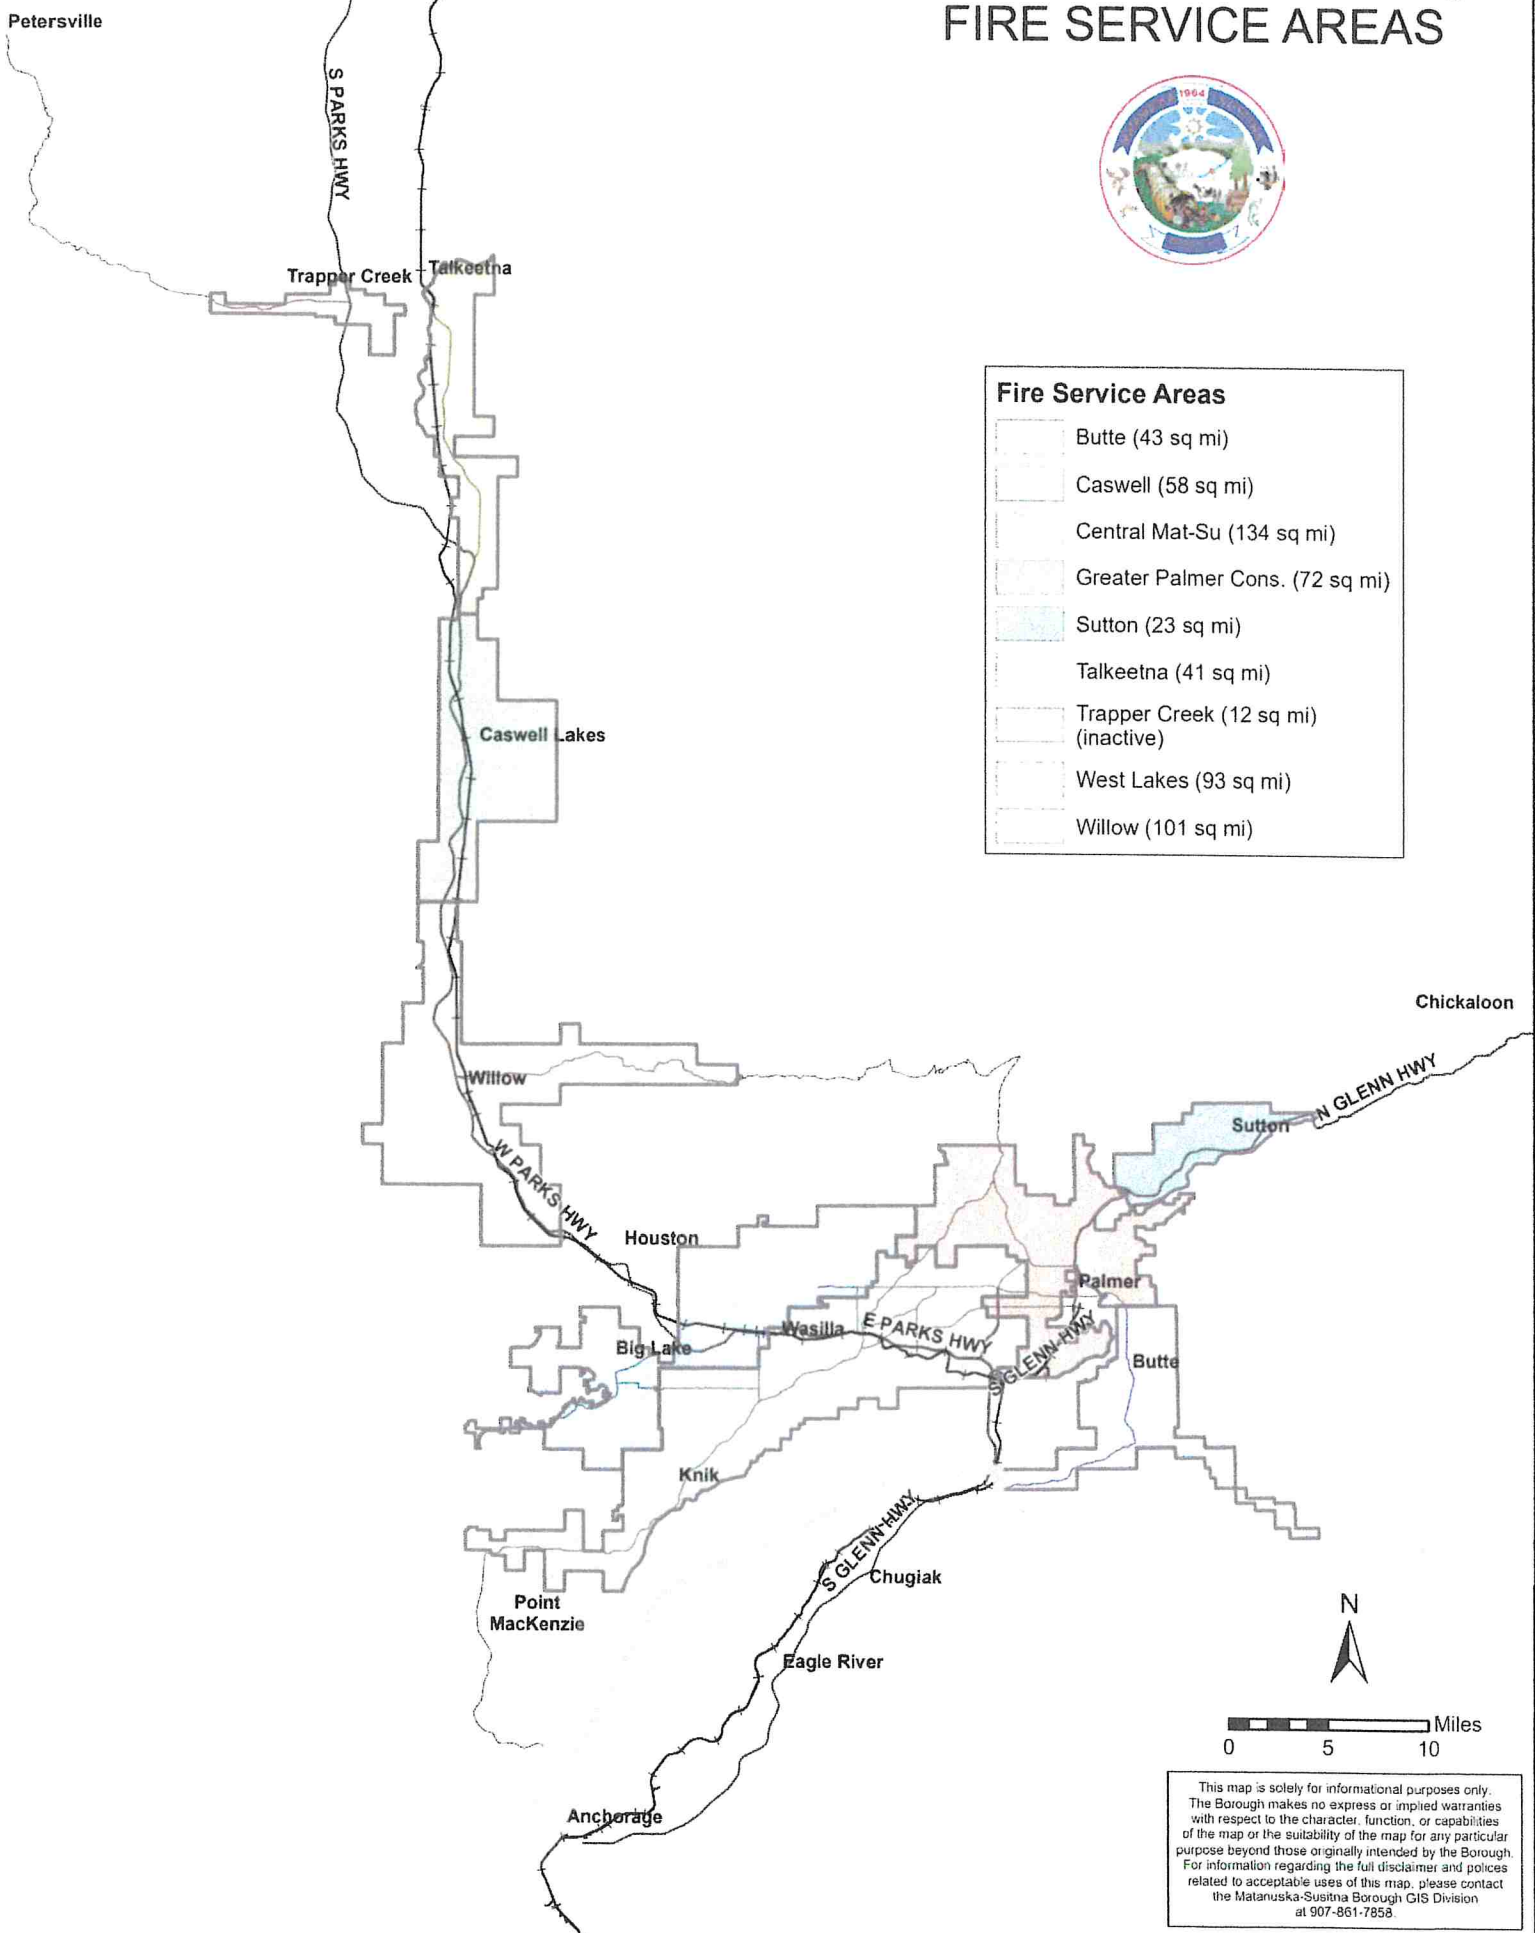 FIRE SERVICE AREAS
1964
Petersville
S PARKS HWY
Trapper Creek
Talkeetna
Fire Service Areas
Butte (43 sq mi)
Caswell (58 sq mi)
Central Mat-Su (134 sq mi)
Greater Palmer Cons. (72 sq mi)
Sutton (23 sq mi)
Talkeetna (41 sq mi)
Trapper Creek (12 sq mi)
(inactive)
West Lakes (93 sq mi)
Willow (101 sq mi)
Caswell Lakes
Chickaloon
N GLENN HWY
Willow
Sutton
W PARKS HWY
Houston
Palmer
Wasilla
E PARKS HWY
Big Lake
S GLENN HWY
Butte
Knik
S GLENN HWY
Chugiak
Point
MacKenzie
Eagle River
N
Miles
0 5 10
Anchorage
This map is solely for informational purposes only.
The Borough makes no express or implied warranties
with respect to the character, function, or capabilities
of the map or the suitability of the map for any particular
purpose beyond those originally intended by the Borough.
For information regarding the full disclaimer and polices
related to acceptable uses of this map, please contact
the Matanuska-Susitna Borough GIS Division
at 907-861-7858.